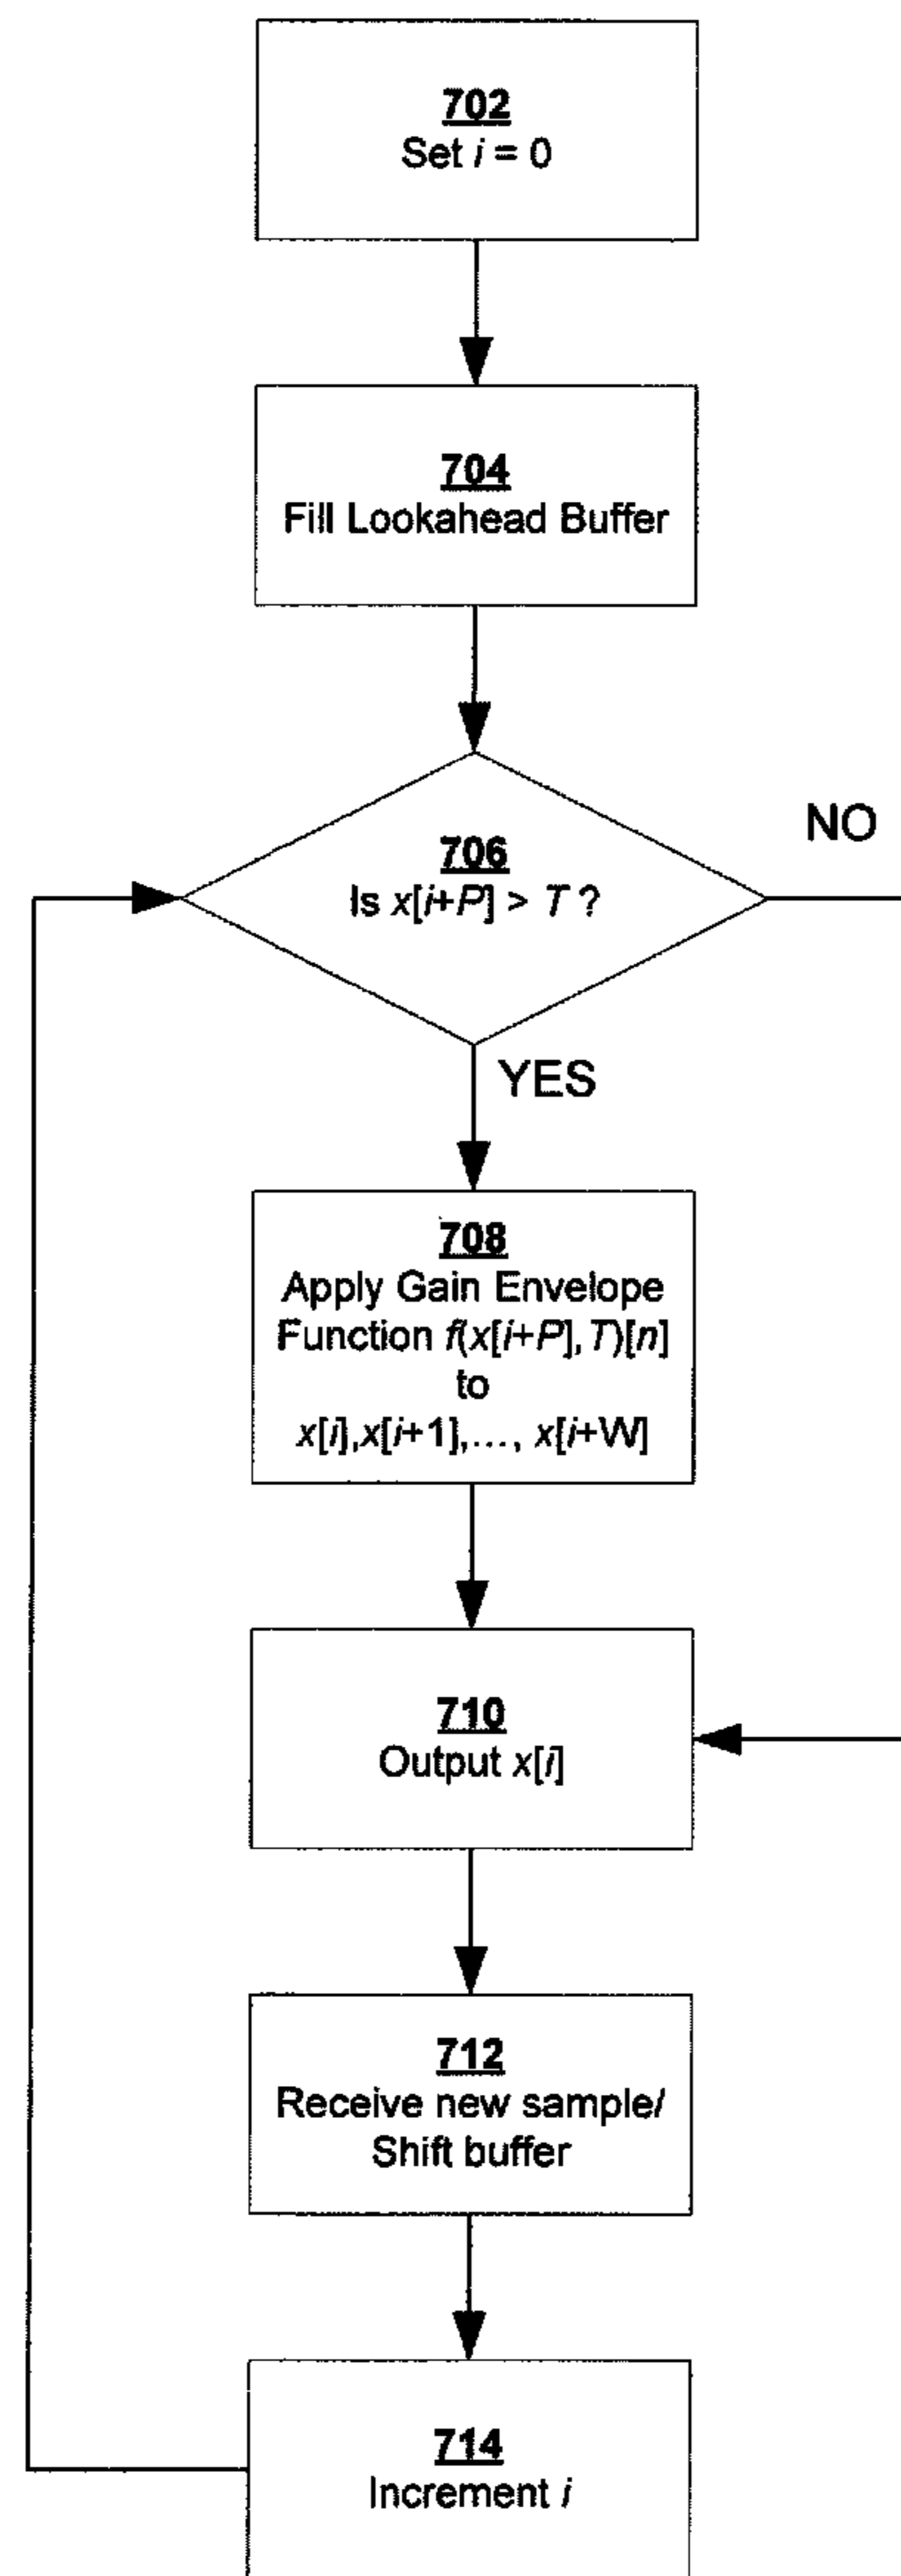 702
Set i = 0
704
Fill Lookahead Buffer
706
Is x[i+P] > T ?
NO
YES
708
Apply Gain Envelope
Function f(x[i+P],T)[n]
to
x[i],x[i+1],..., x[i+W]
710
Output x[i]
712
Receive new sample/
Shift buffer
714
Increment i